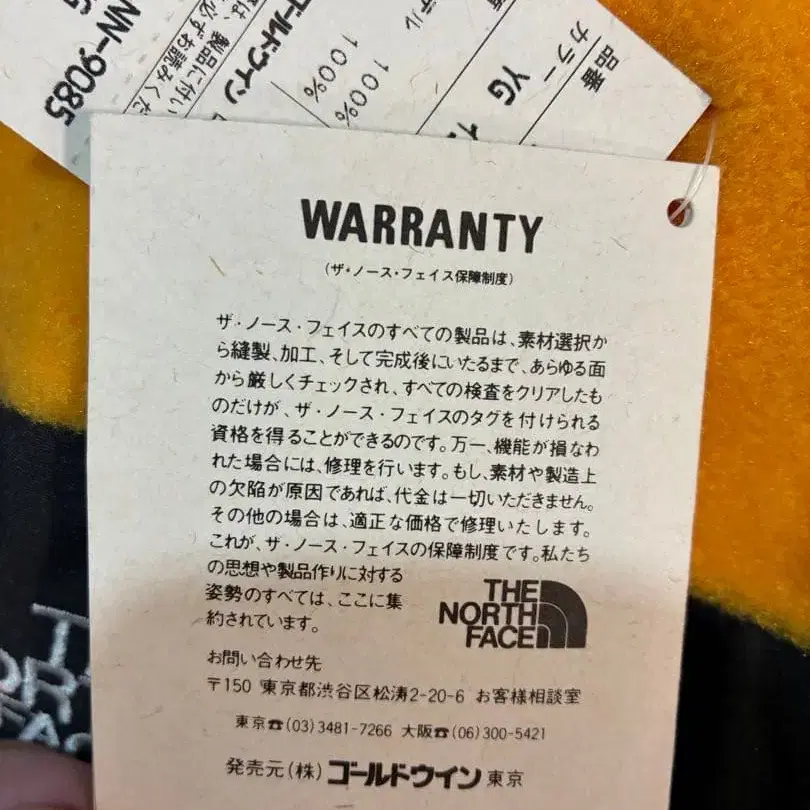 品番
カラー YG
100%
100%
ゴールドウイン
製品に付い
必ずお読みくだ
NN-9085
WARRANTY
(ザ・ノース・フェイス保障制度)
ザ・ノース・フェイスのすべての製品は、素材選択か
ら縫製、加工、そして完成後にいたるまで、あらゆる面
から厳しくチェックされ、すべての検査をクリアしたも
のだけが、ザ・ノース・フェイスのタグを付けられる
資格を得ることができるのです。万一、機能が損なわ
れた場合には、修理を行います。もし、素材や製造上
の欠陥が原因であれば、代金は一切いただきません。
その他の場合は、適正な価格で修理いたします。
これが、ザ・ノース・フェイスの保障制度です。私たち
の思想や製品作りに対する
姿勢のすべては、ここに集
約されています。
THE
NORTH
FACE
お問い合わせ先
〒150 東京都渋谷区松涛2-20-6 お客様相談室
東京☎(03)3481-7266 大阪☎(06)300-5421
発売元(株)ゴールドウイン東京